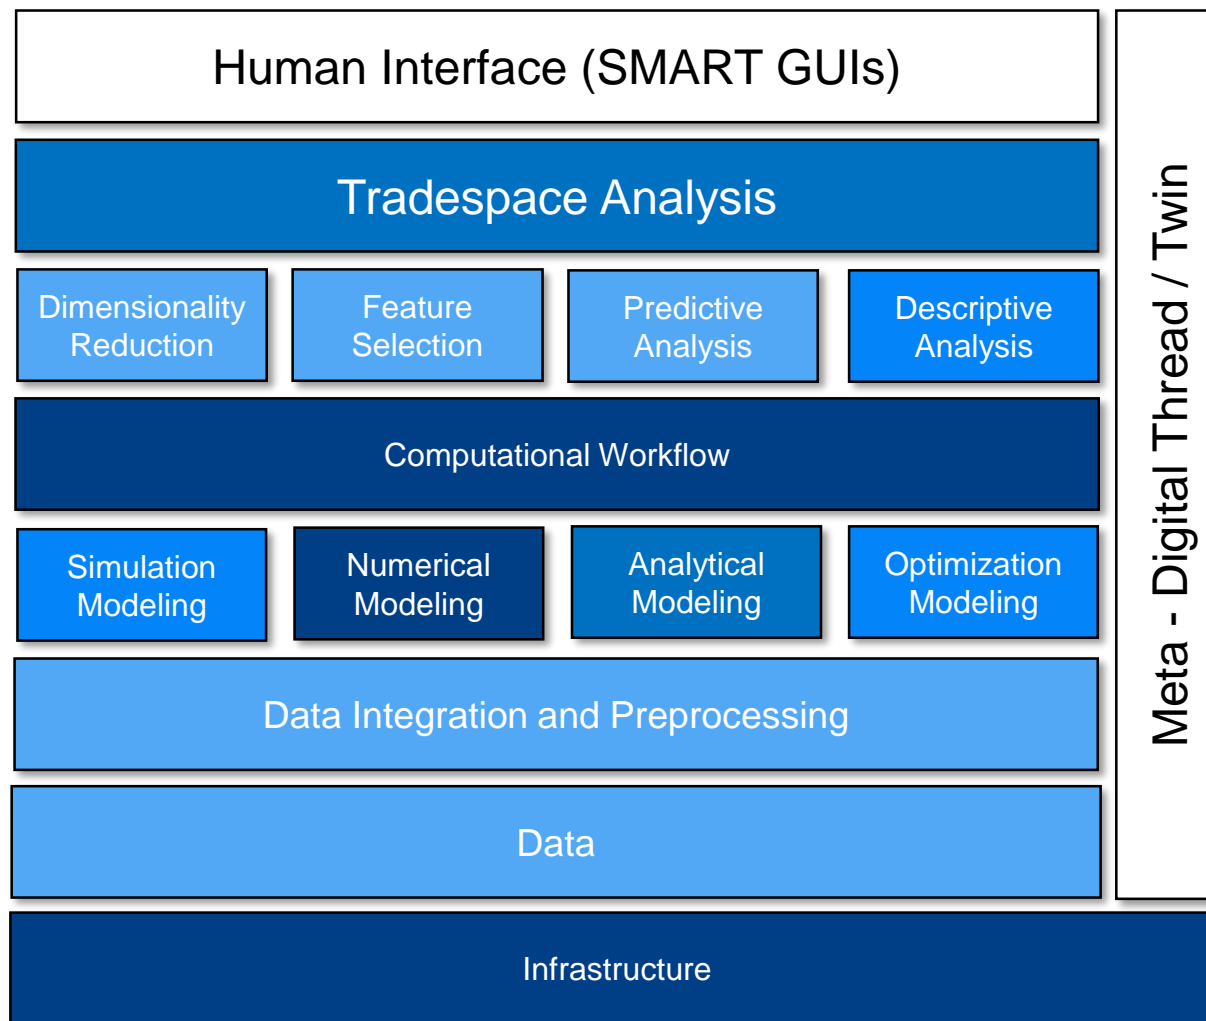 Human Interface (SMART GUIs)
Tradespace Analysis
Dimensionality
Reduction
Feature
Selection
Predictive
Analysis
Descriptive
Analysis
Computational Workflow
Simulation
Modeling
Numerical
Modeling
Analytical
Modeling
Optimization
Modeling
Data Integration and Preprocessing
Data
Infrastructure
Meta - Digital Thread / Twin